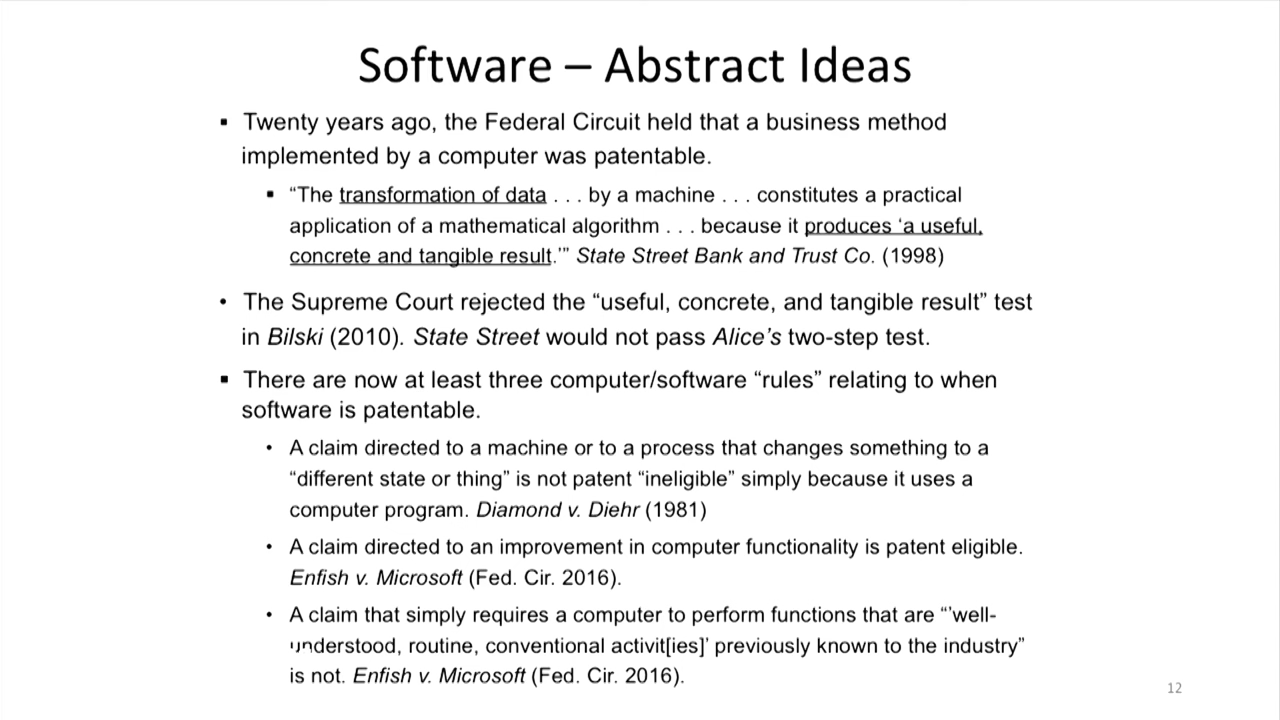 Software – Abstract Ideas
▪ Twenty years ago, the Federal Circuit held that a business method
implemented by a computer was patentable.
▪ “The transformation of data . . . by a machine . . . constitutes a practical
application of a mathematical algorithm . . . because it produces ‘a useful,
concrete and tangible result.’” State Street Bank and Trust Co. (1998)
• The Supreme Court rejected the “useful, concrete, and tangible result” test
in Bilski (2010). State Street would not pass Alice’s two-step test.
▪ There are now at least three computer/software “rules” relating to when
software is patentable.
• A claim directed to a machine or to a process that changes something to a
“different state or thing” is not patent “ineligible” simply because it uses a
computer program. Diamond v. Diehr (1981)
• A claim directed to an improvement in computer functionality is patent eligible.
Enfish v. Microsoft (Fed. Cir. 2016).
• A claim that simply requires a computer to perform functions that are “’well-
understood, routine, conventional activit[ies]’ previously known to the industry”
is not. Enfish v. Microsoft (Fed. Cir. 2016).
12